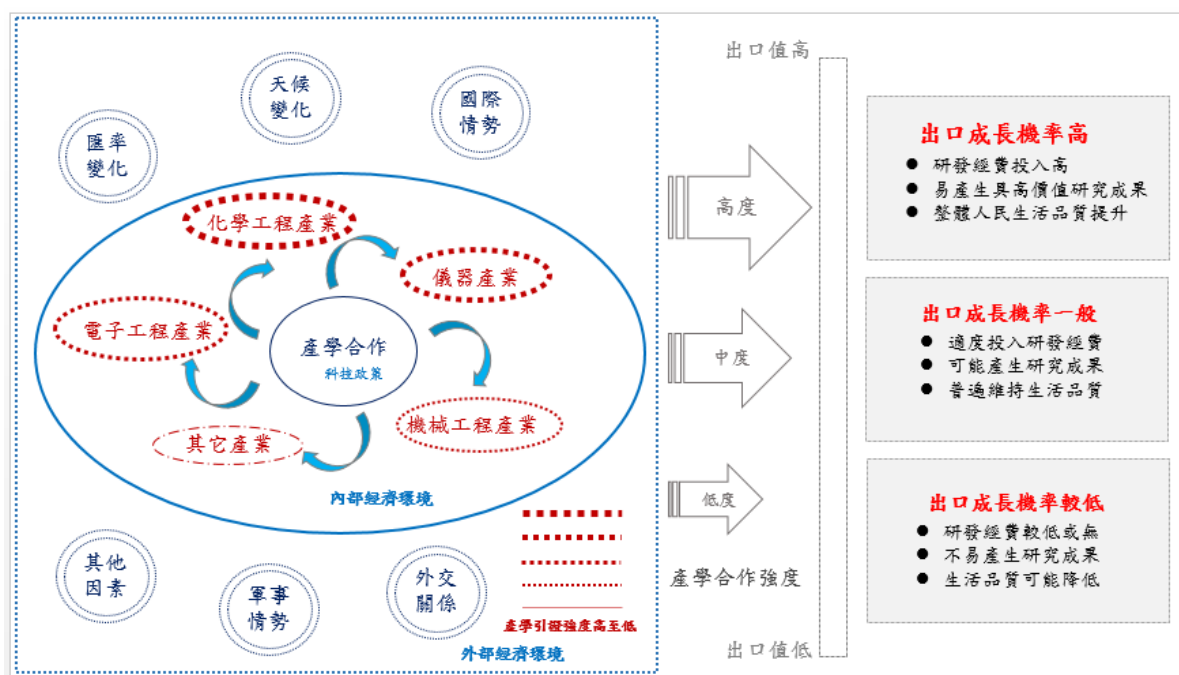 天候
變化
國際
情勢
匯率
變化
化學工程產業
儀器產業
電子工程產業
產學合作
科技政策
機械工程產業
其它產業
內部經濟環境
其他
因素
軍事
情勢
外交
關係
產學引擬強度高至低
外部經濟環境
出口值高
高度
中度
低度
產學合作強度
出口值低
出口成長機率高
● 研發經費投入高
● 易產生具高價值研究成果
● 整體人民生活品質提升
出口成長機率一般
● 適度投入研發經費
● 可能產生研究成果
● 普遍維持生活品質
出口成長機率較低
● 研發經費較低或無
● 不易產生研究成果
● 生活品質可能降低